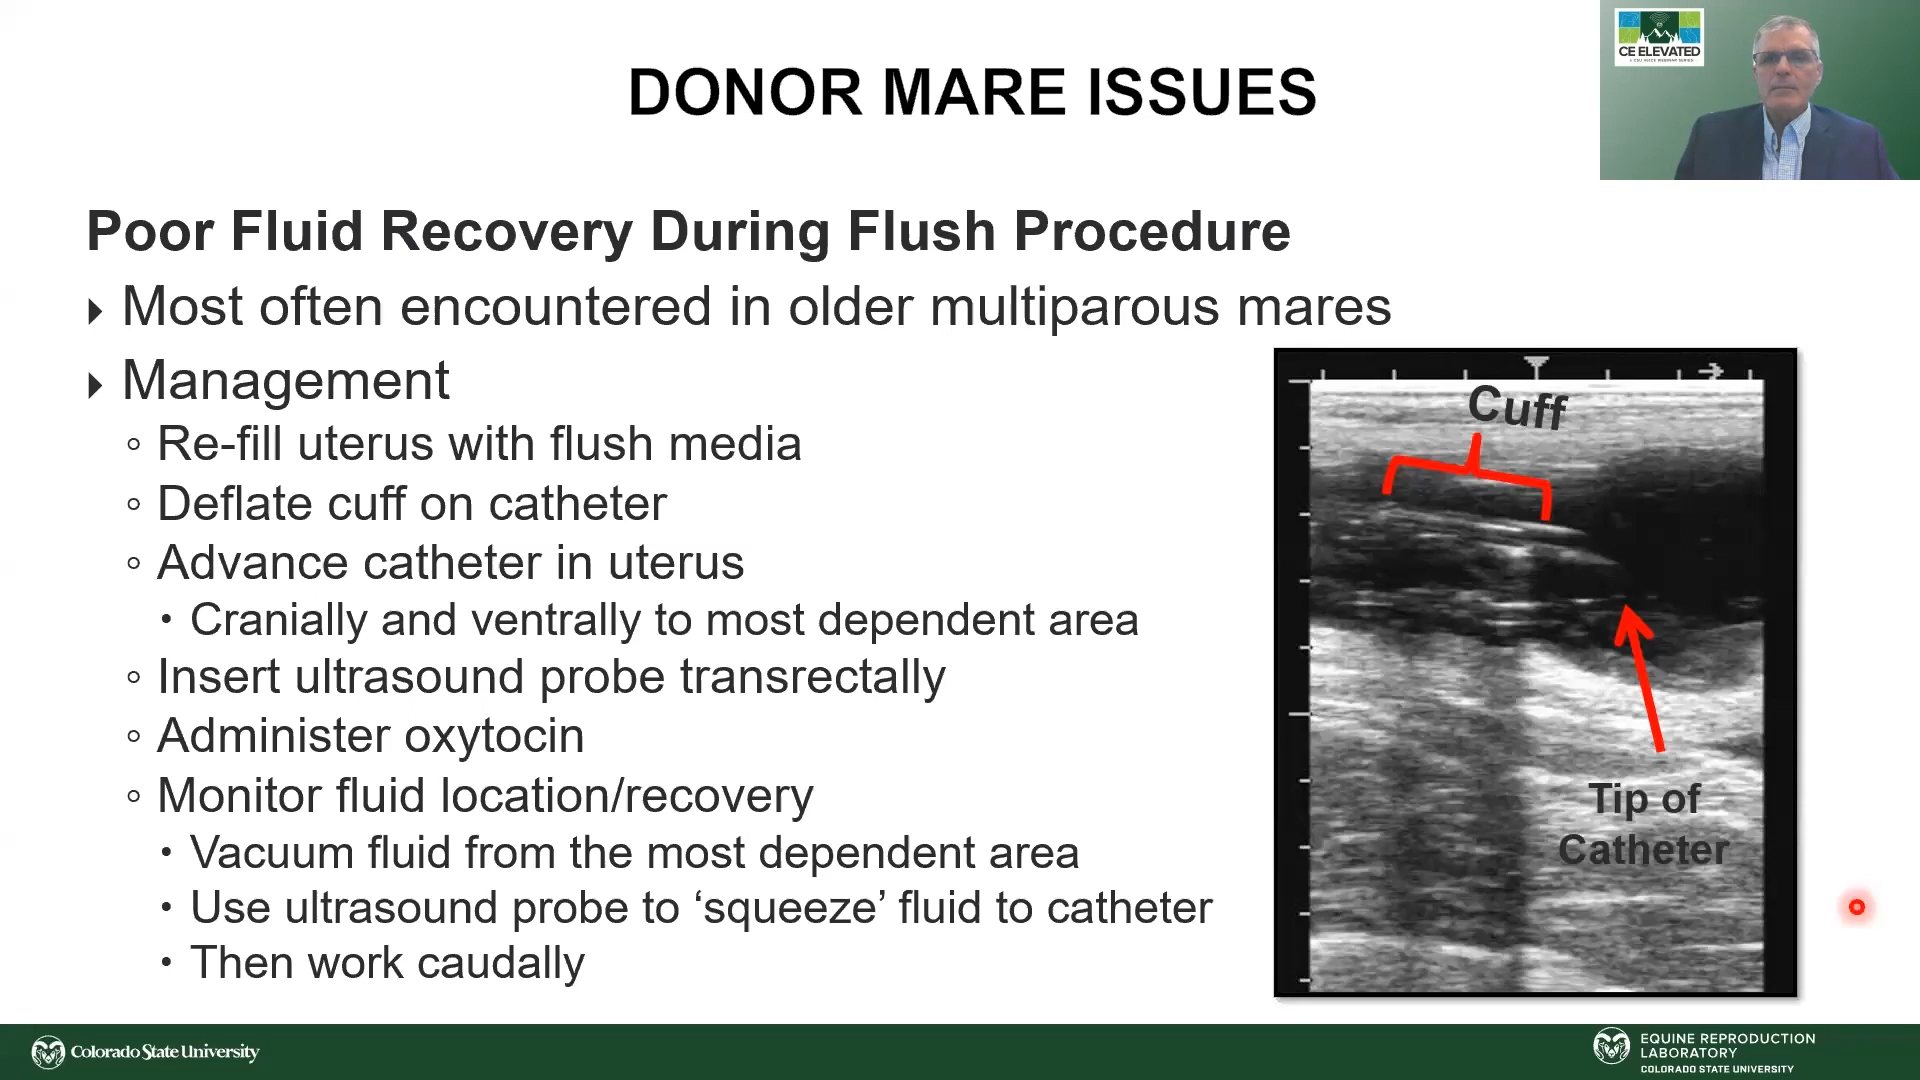 CE ELEVATED
A CSU VETCE WEBINAR SERIES
DONOR MARE ISSUES
Poor Fluid Recovery During Flush Procedure
Most often encountered in older multiparous mares
Management
Re-fill uterus with flush media
Deflate cuff on catheter
Advance catheter in uterus
Cranially and ventrally to most dependent area
Insert ultrasound probe transrectally
Administer oxytocin
Monitor fluid location/recovery
Vacuum fluid from the most dependent area
Use ultrasound probe to ‘squeeze’ fluid to catheter
Then work caudally
Cuff
Tip of
Catheter
Colorado State University
EQUINE REPRODUCTION
LABORATORY
COLORADO STATE UNIVERSITY